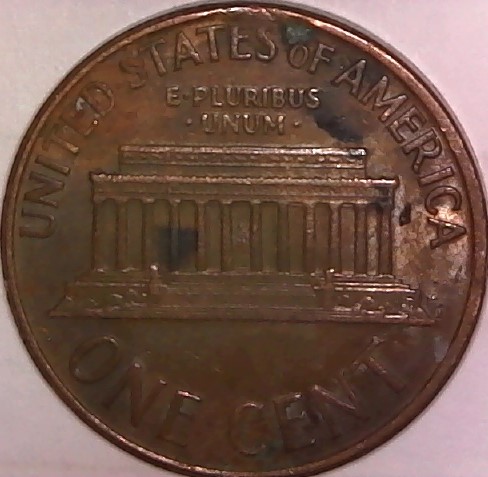 UNITED STATES OF AMERICA
E·PLURIBUS
·UNUM·
ONE CENT